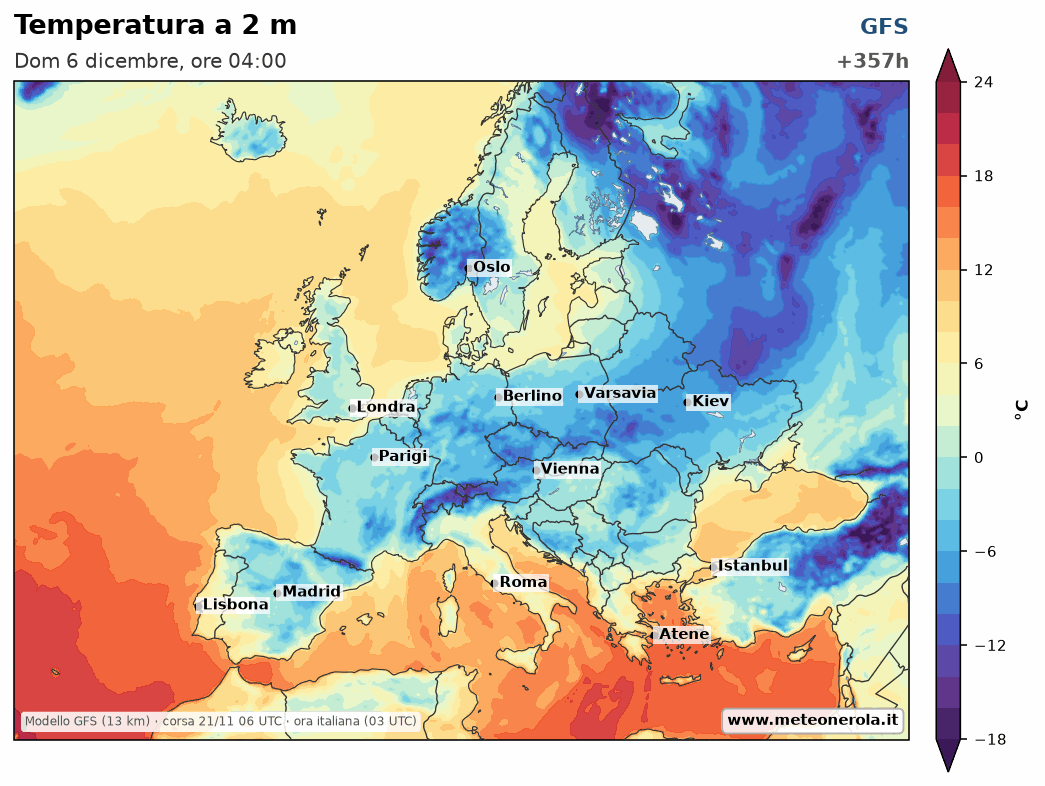 Temperatura a 2 m
GFS
Dom 6 dicembre, ore 04:00
+357h
24
18
12
6
0
−6
−12
−18
°C
Oslo
Londra
Berlino
Varsavia
Kiev
Parigi
Vienna
Istanbul
Roma
Madrid
Lisbona
Atene
Modello GFS (13 km) · corsa 21/11 06 UTC · ora italiana (03 UTC)
www.meteonerola.it